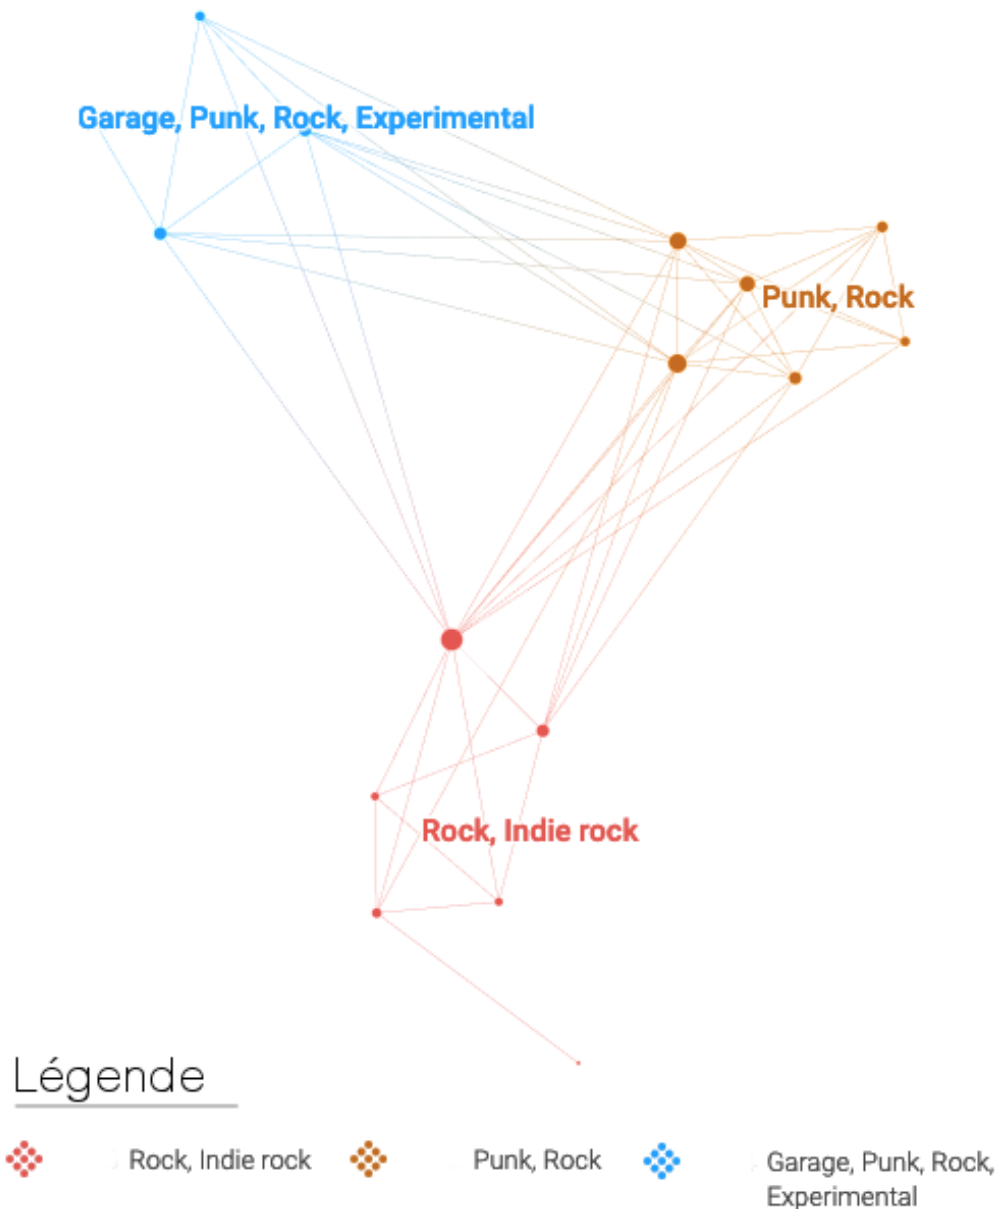 Garage, Punk, Rock, Experimental
Punk, Rock
Rock, Indie rock
Légende
Rock, Indie rock
Punk, Rock
Garage, Punk, Rock,
Experimental